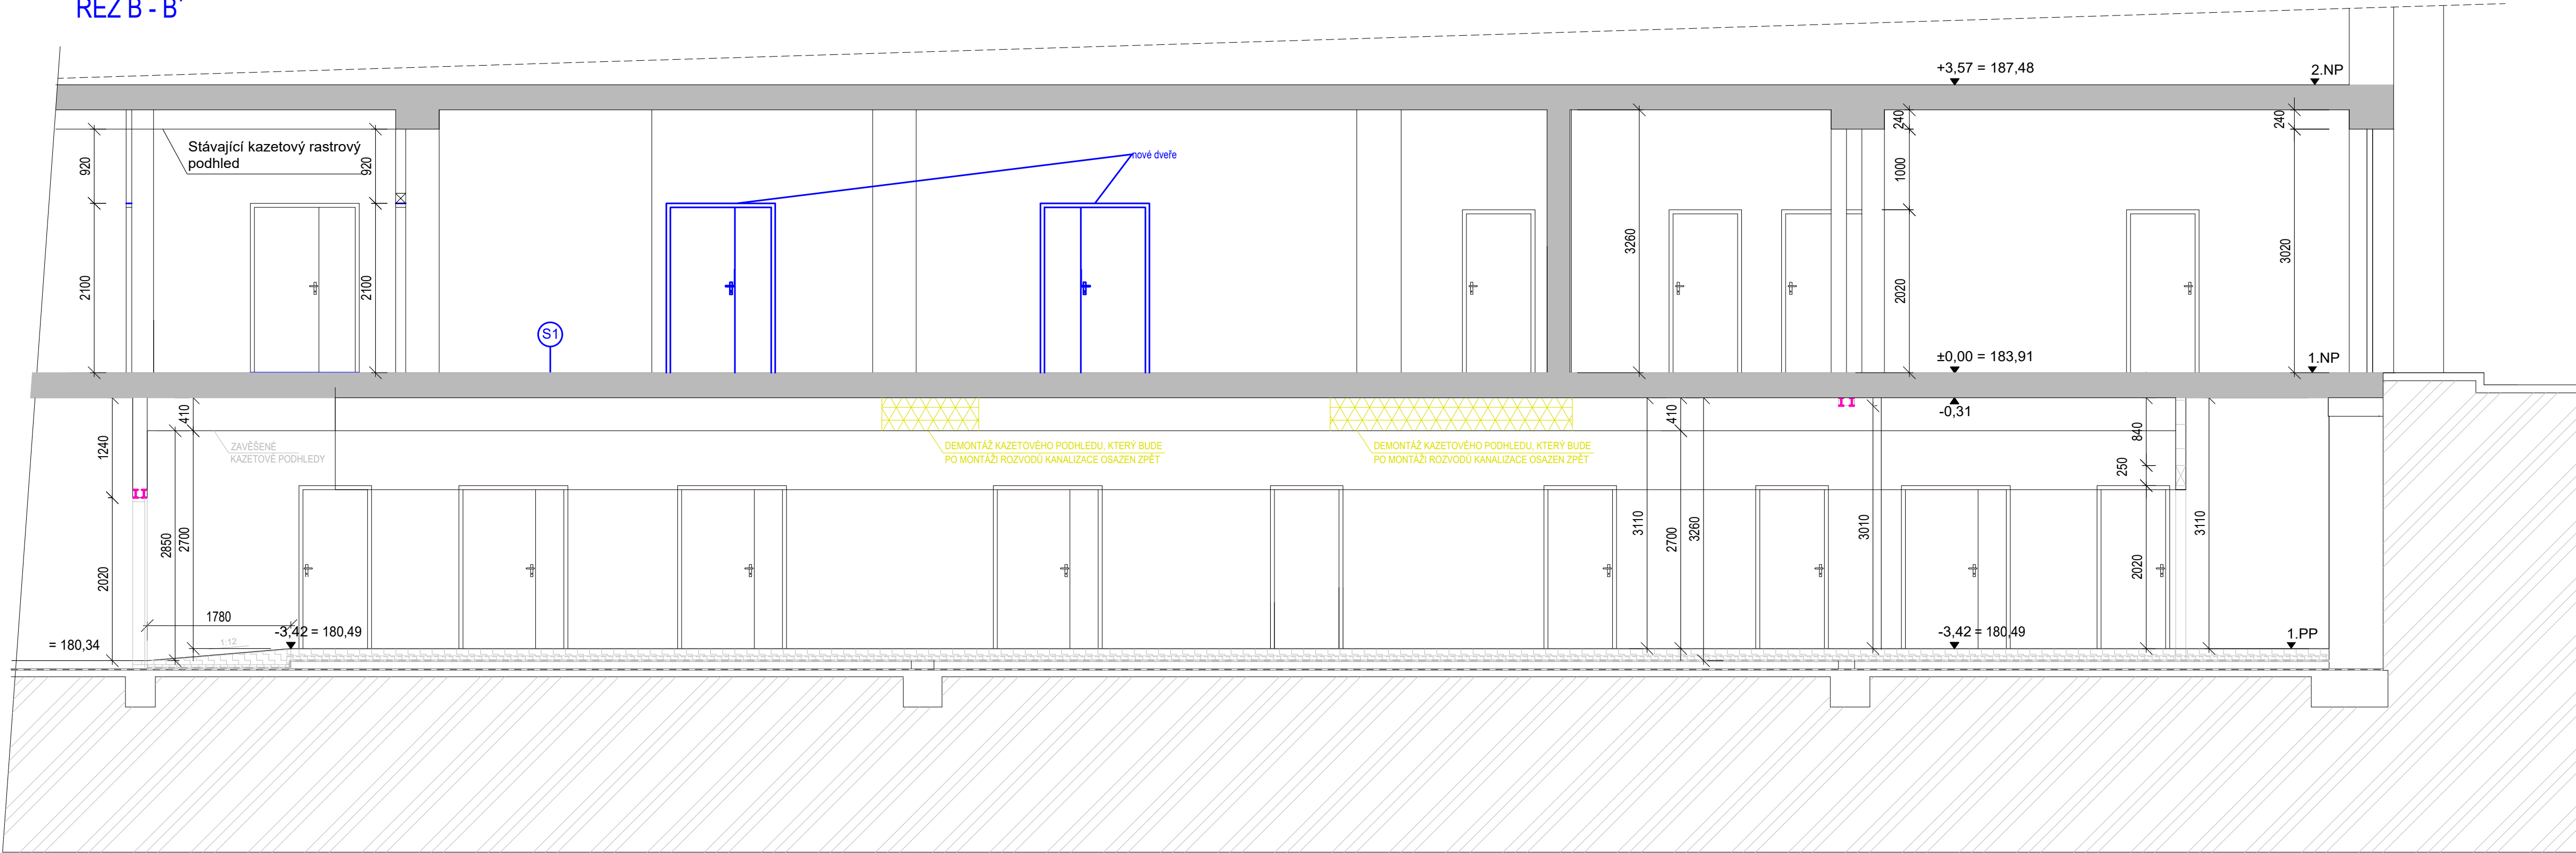 ŘEZ B - B'
+3,57 = 187,48
2.NP
Stávající kazetový rastrový
podhled
920
920
2100
2100
nové dveře
S1
3260
240
1000
2020
240
3020
±0,00 = 183,91
1.NP
-0,31
410
1240
ZAVĚŠENÉ
KAZETOVÉ PODHLEDY
DEMONTÁŽ KAZETOVÉHO PODHLEDU, KTERÝ BUDE
PO MONTÁŽI ROZVODŮ KANALIZACE OSAZEN ZPĚT
DEMONTÁŽ KAZETOVÉHO PODHLEDU, KTERÝ BUDE
PO MONTÁŽI ROZVODŮ KANALIZACE OSAZEN ZPĚT
410
840
250
2850
2700
2020
3110
2700
3260
3010
2020
3110
1780
1:12
-3,42 = 180,49
= 180,34
-3,42 = 180,49
1.PP